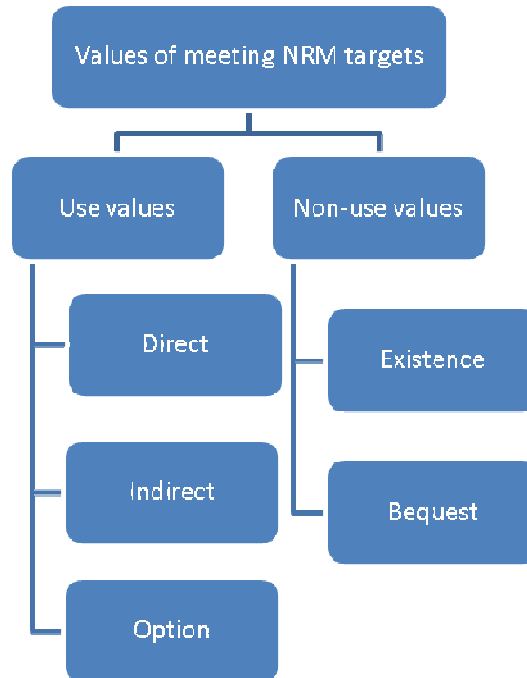 Values of meeting NRM targets
Use values
Non-use values
Direct
Existence
Indirect
Bequest
Option